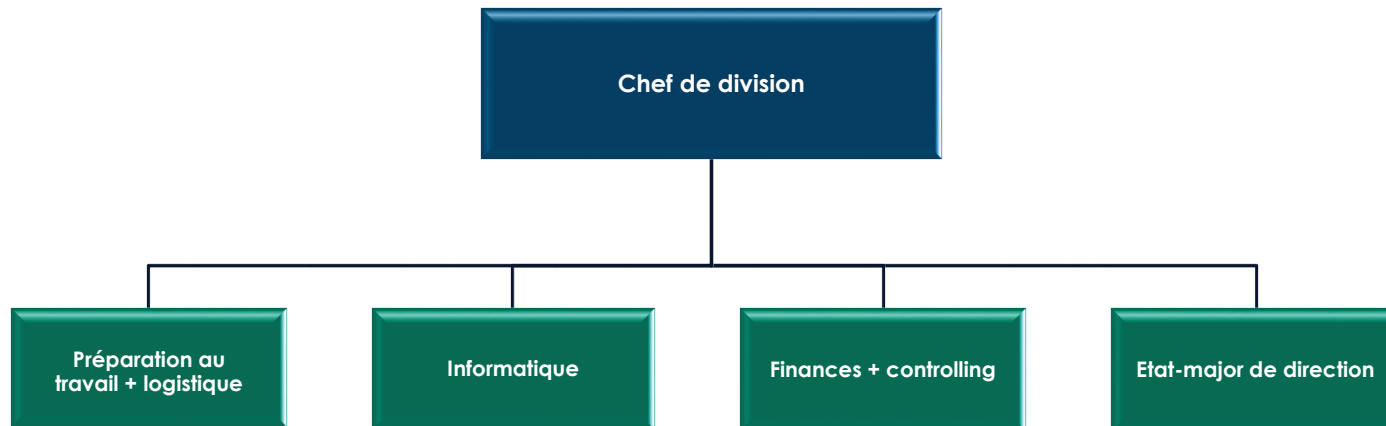 Chef de division
Préparation au
travail + logistique
Informatique
Finances + controlling
Etat-major de direction